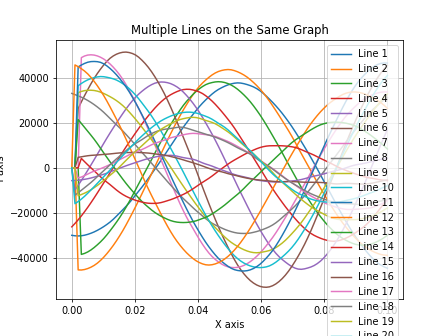 Multiple Lines on the Same Graph
40000
20000
0
−20000
−40000
0.00
0.02
0.04
0.06
X axis
Line 1
Line 2
Line 3
Line 4
Line 5
Line 6
Line 7
Line 8
Line 9
Line 10
Line 11
Line 12
Line 13
Line 14
Line 15
Line 16
Line 17
Line 18
Line 19
Line 20